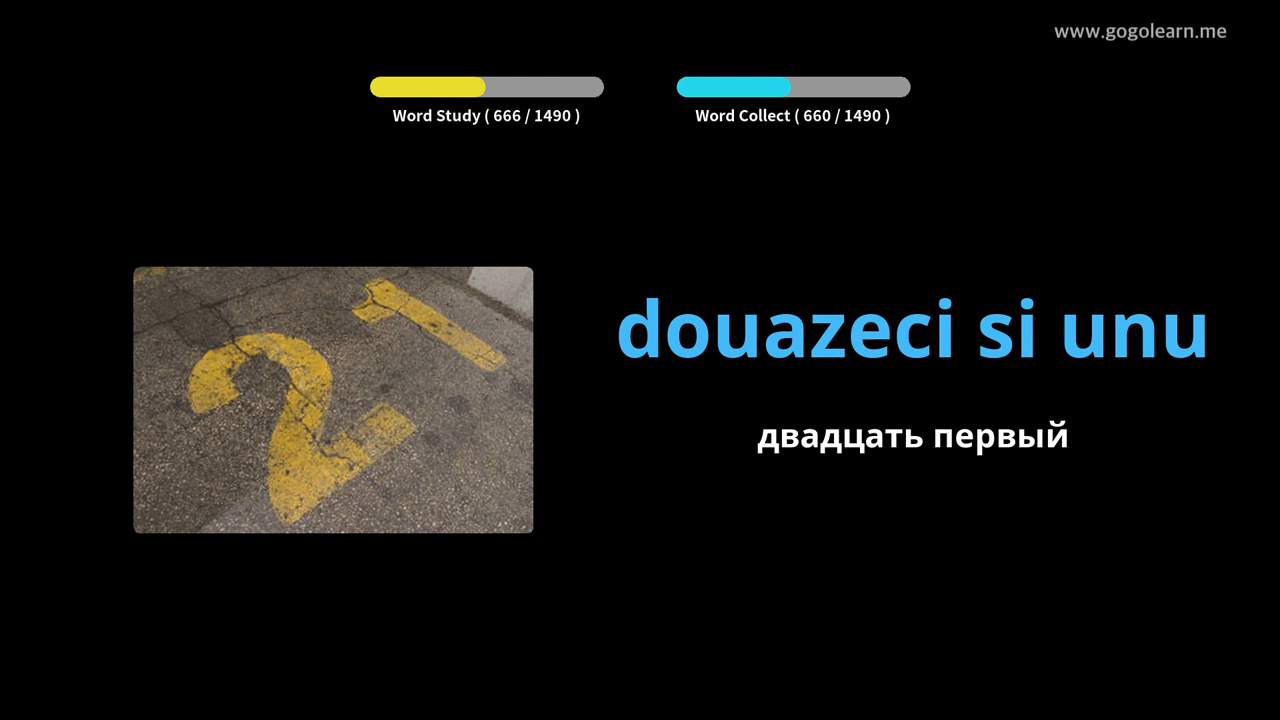 www.gogolearn.me
Word Study ( 666 / 1490 )
Word Collect ( 660 / 1490 )
21
douazeci si unu
двадцать первый